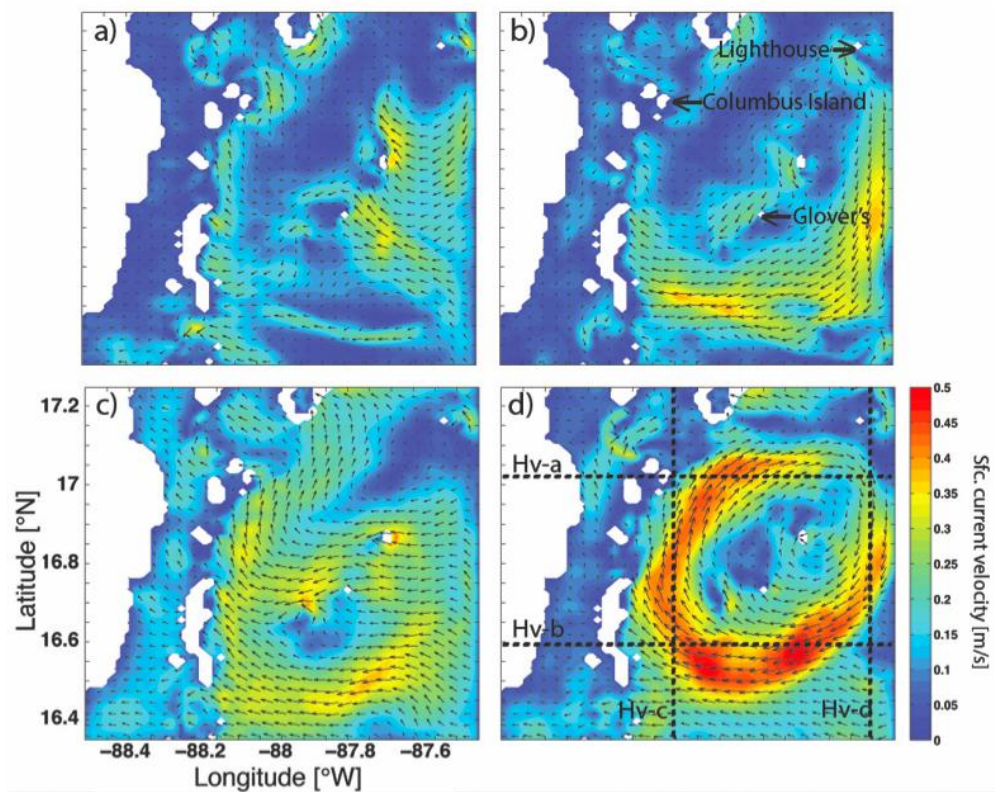 a)
b)
Lighthouse
Columbus Island
Glover's
c)
17.2
17
16.8
16.6
16.4
Latitude [°N]
−88.4 −88.2 −88 −87.8 −87.6
Longitude [°W]
d)
Hv-a
Hv-b
Hv-c
Hv-d
0.5
0.45
0.4
0.35
0.3
0.25
0.2
0.15
0.1
0.05
0
Sfc. current velocity [m/s]